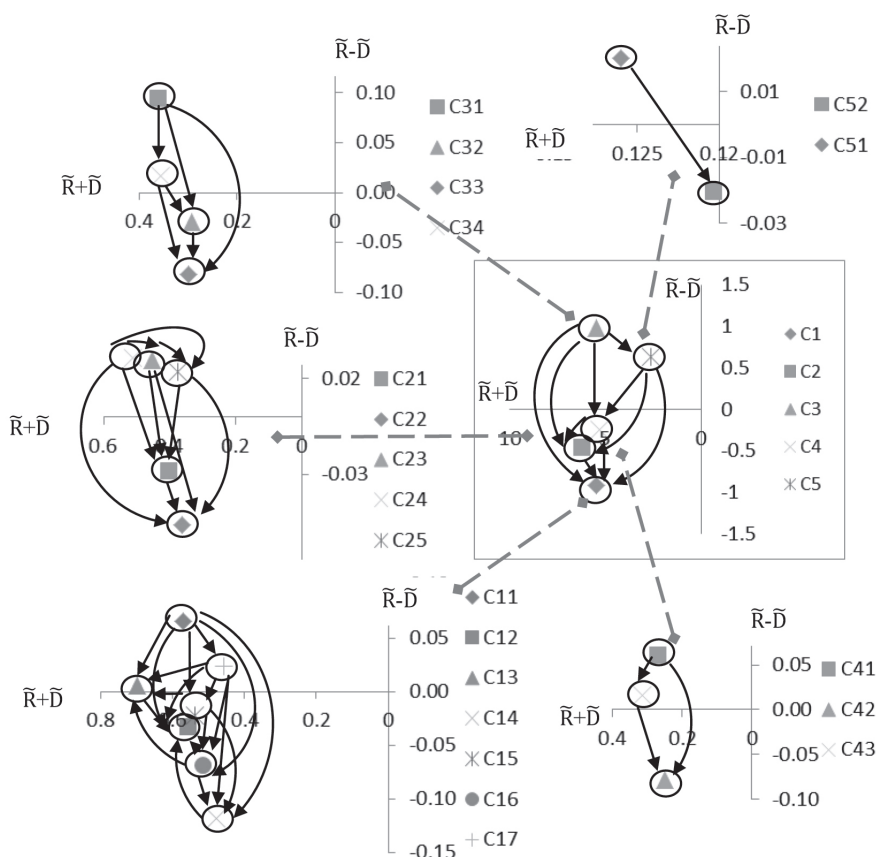 R̃-D̃
0.10
0.05
0.00
-0.05
-0.10
R̃+D̃
0.4
0.2
0
C31
C32
C33
C34
R̃-D̃
0.01
-0.01
-0.03
R̃+D̃
0.125
0.12
C52
C51
R̃-D̃
0.02
-0.03
R̃+D̃
0.6
0.4
0.2
0
C21
C22
C23
C24
C25
R̃-D̃
1.5
1
0.5
0
-0.5
-1
-1.5
R̃+D̃
10
5
0
C1
C2
C3
C4
C5
R̃-D̃
0.05
0.00
-0.05
-0.10
-0.15
R̃+D̃
0.8
0.6
0.4
0.2
0
C11
C12
C13
C14
C15
C16
C17
R̃-D̃
0.05
0.00
-0.05
-0.10
R̃+D̃
0.4
0.2
0
C41
C42
C43